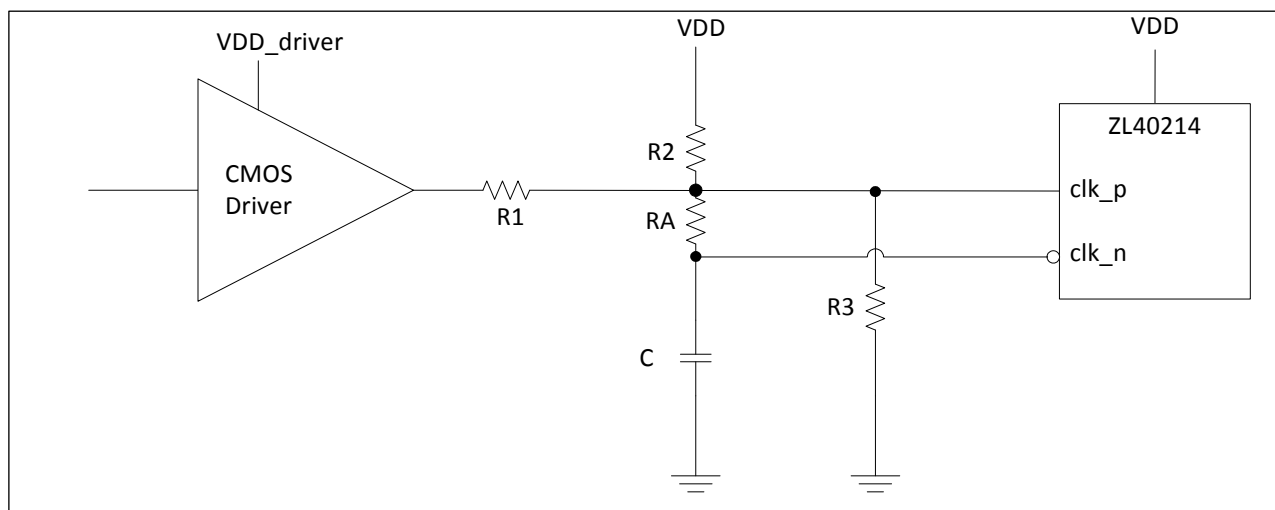 VDD_driver
VDD
VDD
ZL40214
R2
CMOS
Driver
clk_p
RA
R1
clk_n
R3
C